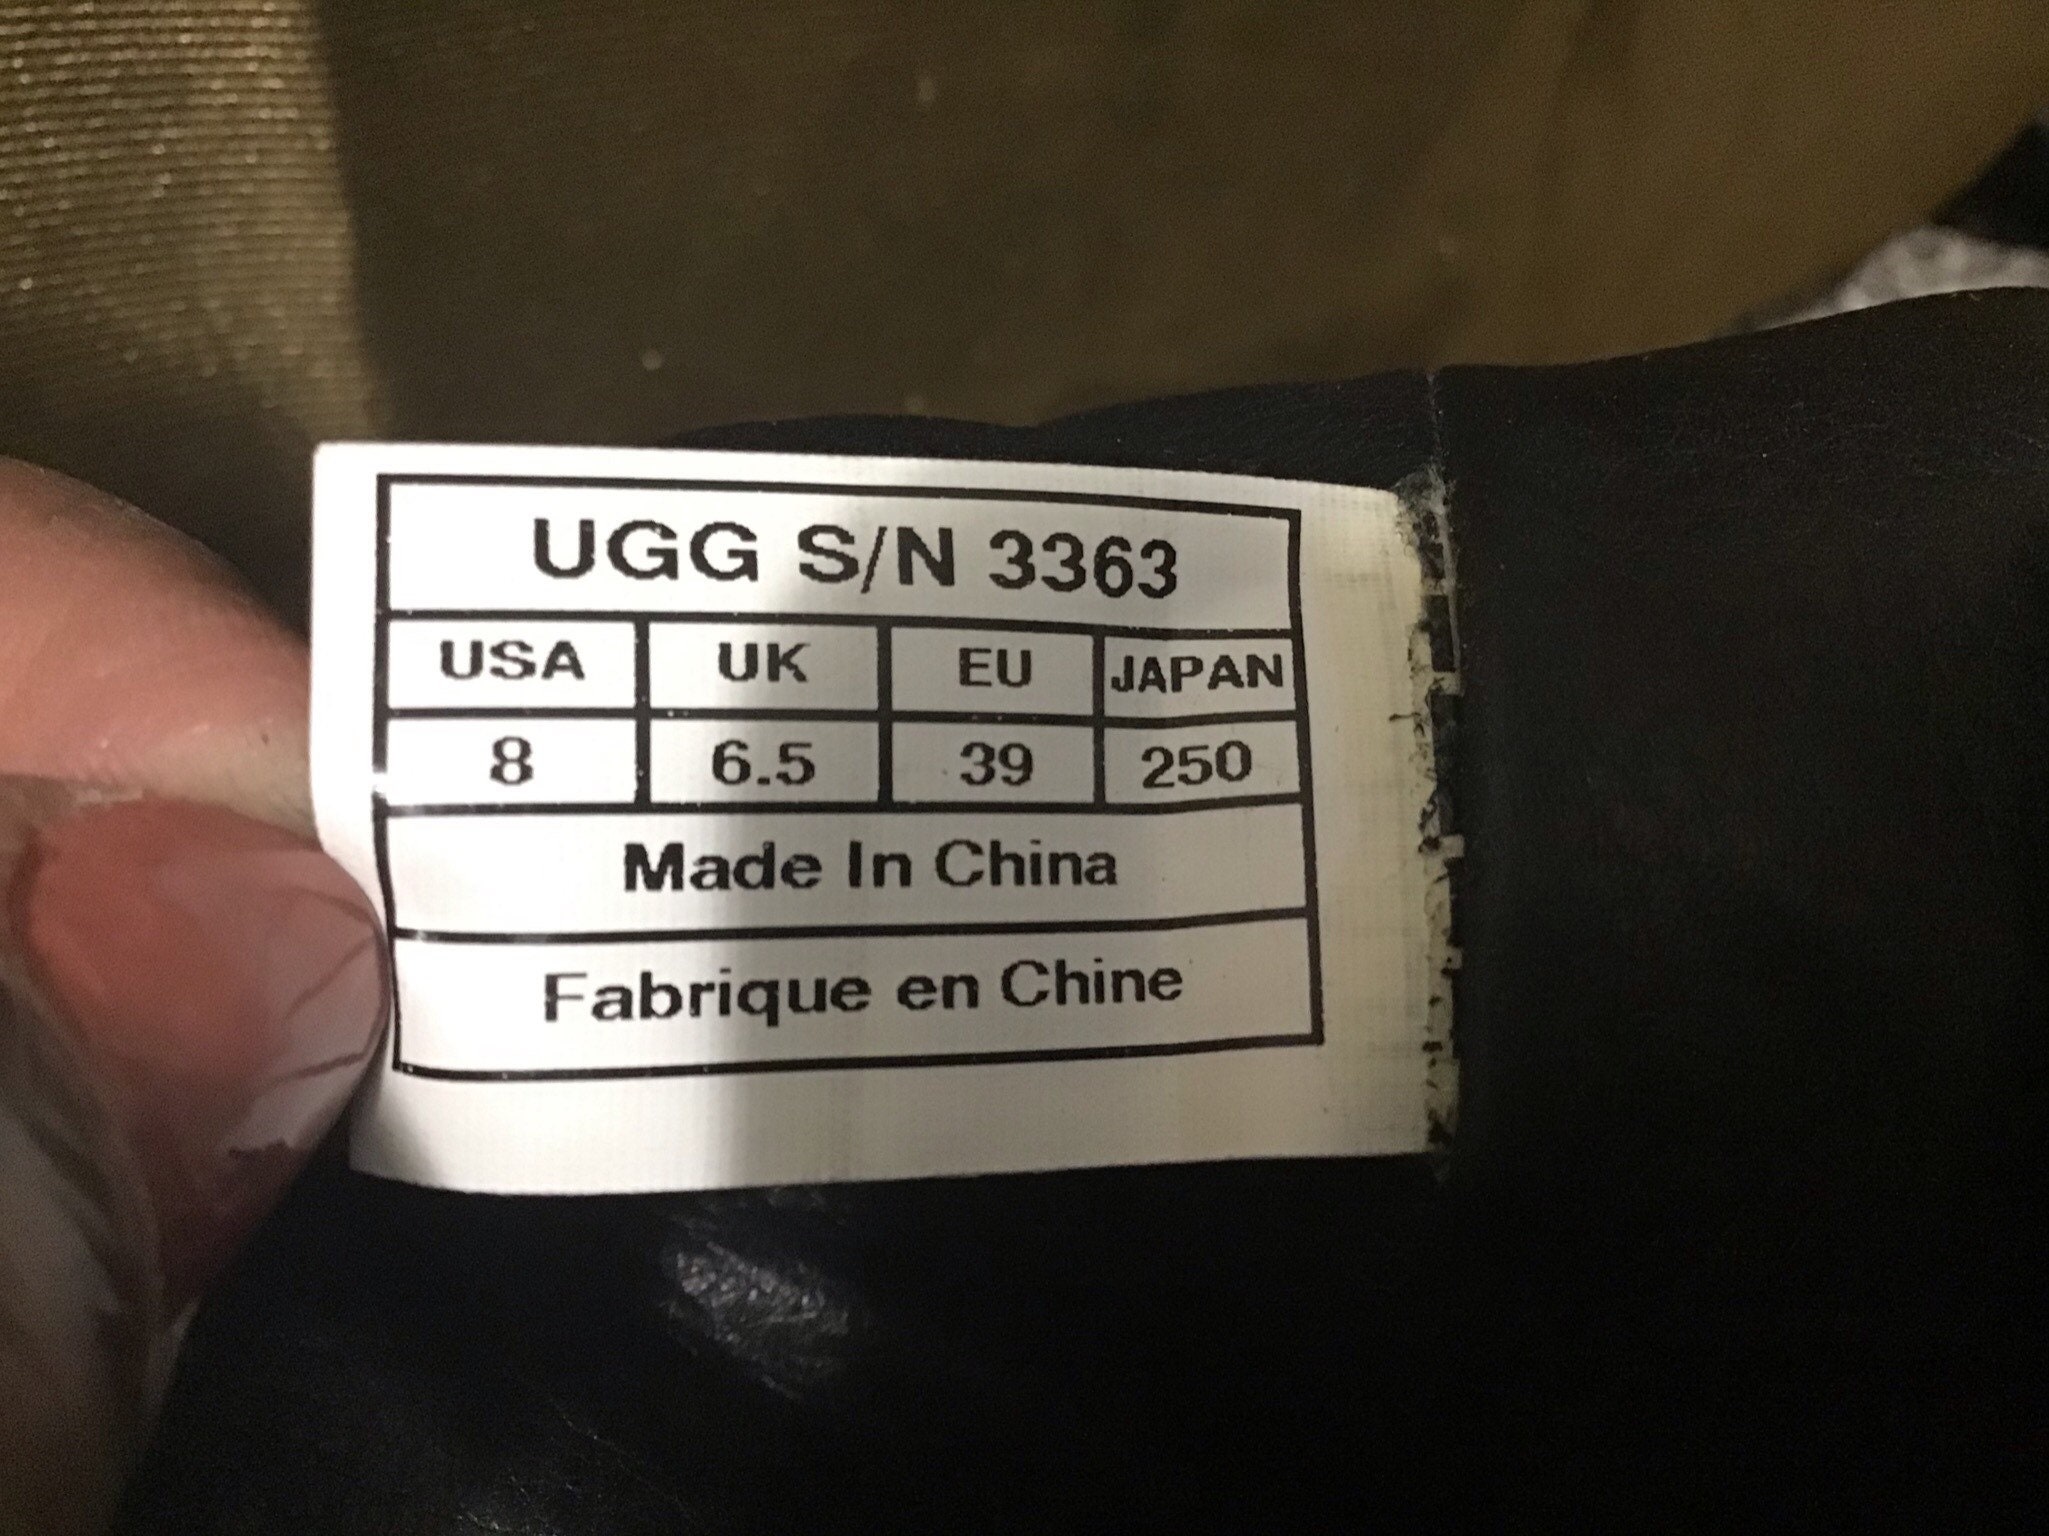 UGG S/N 3363
USA UK EU JAPAN
8 6.5 39 250
Made In China
Fabrique en Chine